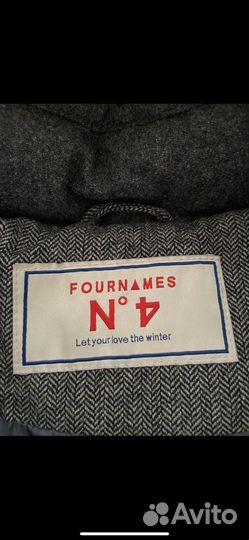 FOURNAMES
N°4
Let your love the winter
Avito